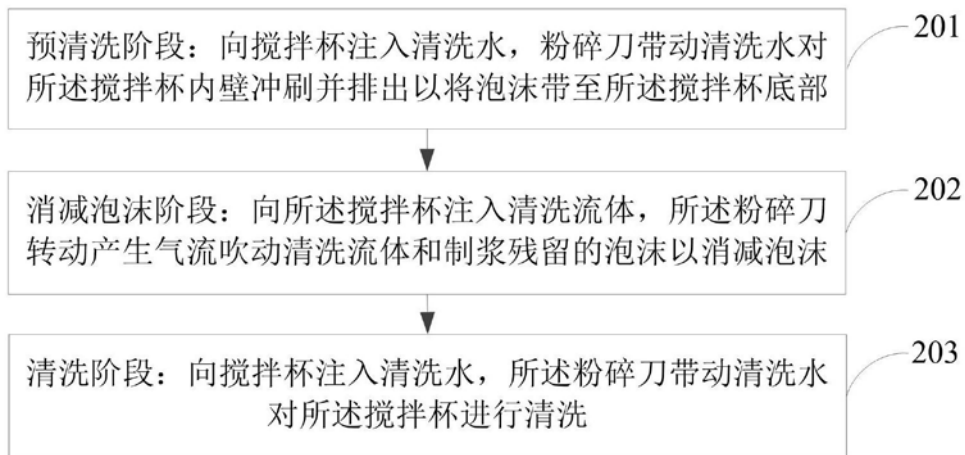 预清洗阶段：向搅拌杯注入清洗水，粉碎刀带动清洗水对
所述搅拌杯内壁冲刷并排出以将泡沫带至所述搅拌杯底部
201
消减泡沫阶段：向所述搅拌杯注入清洗流体，所述粉碎刀
转动产生气流吹动清洗流体和制浆残留的泡沫以消减泡沫
202
清洗阶段：向搅拌杯注入清洗水，所述粉碎刀带动清洗水
对所述搅拌杯进行清洗
203